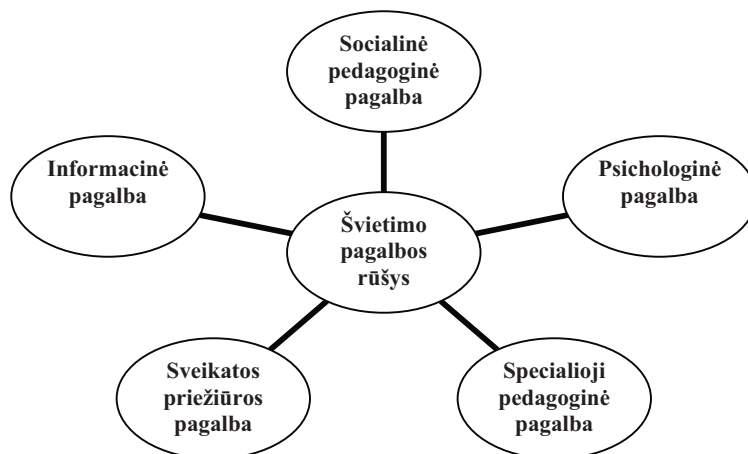 Socialinė
pedagoginė
pagalba
Informacinė
pagalba
Psichologinė
pagalba
Švietimo
pagalbos
rūšys
Sveikatos
priežiūros
pagalba
Specialioji
pedagoginė
pagalba